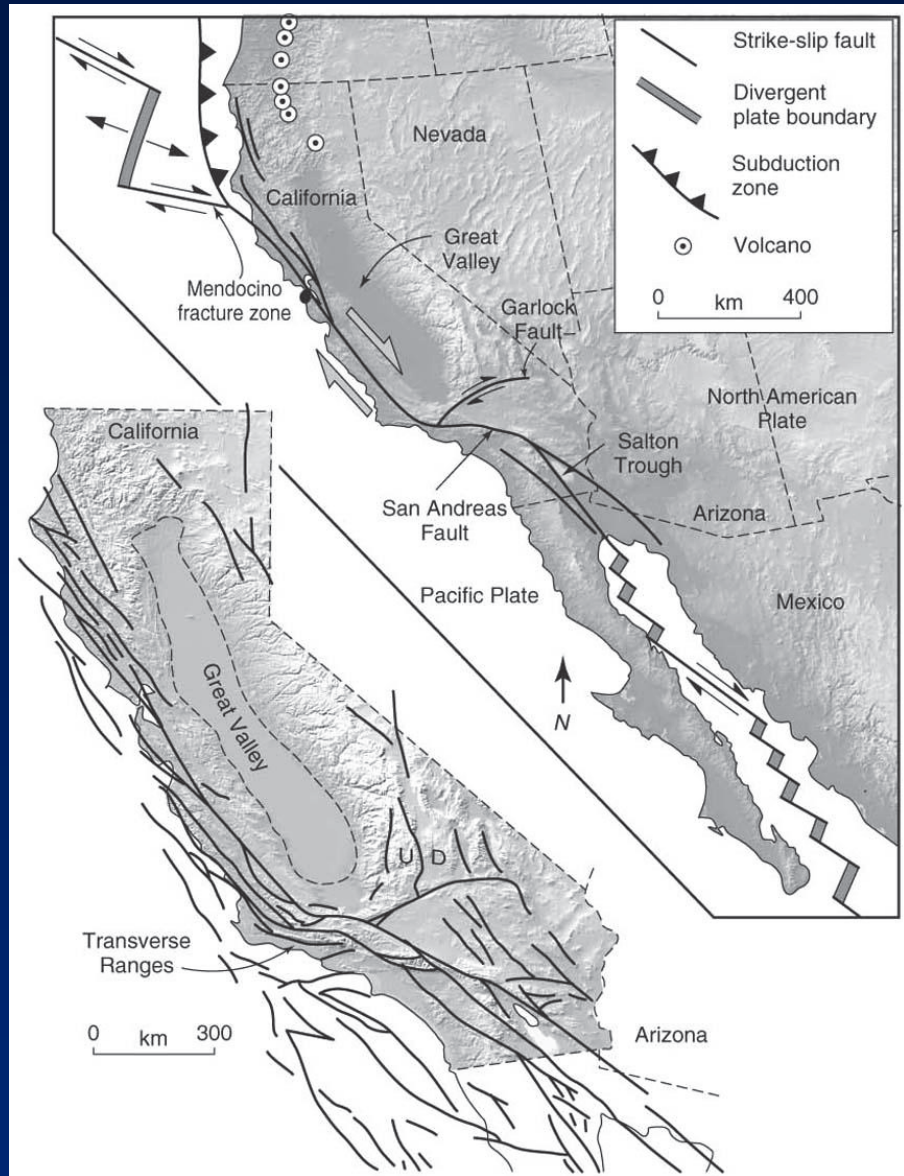 Strike-slip fault
Divergent
plate boundary
Subduction
zone
Volcano
0 400
km
Nevada
California
Great
Valley
Mendocino
fracture zone
Garlock
Fault
North American
Plate
Salton
Trough
San Andreas
Fault
Arizona
Pacific Plate
Mexico
N
California
Great Valley
U D
Transverse
Ranges
0 300
km
Arizona